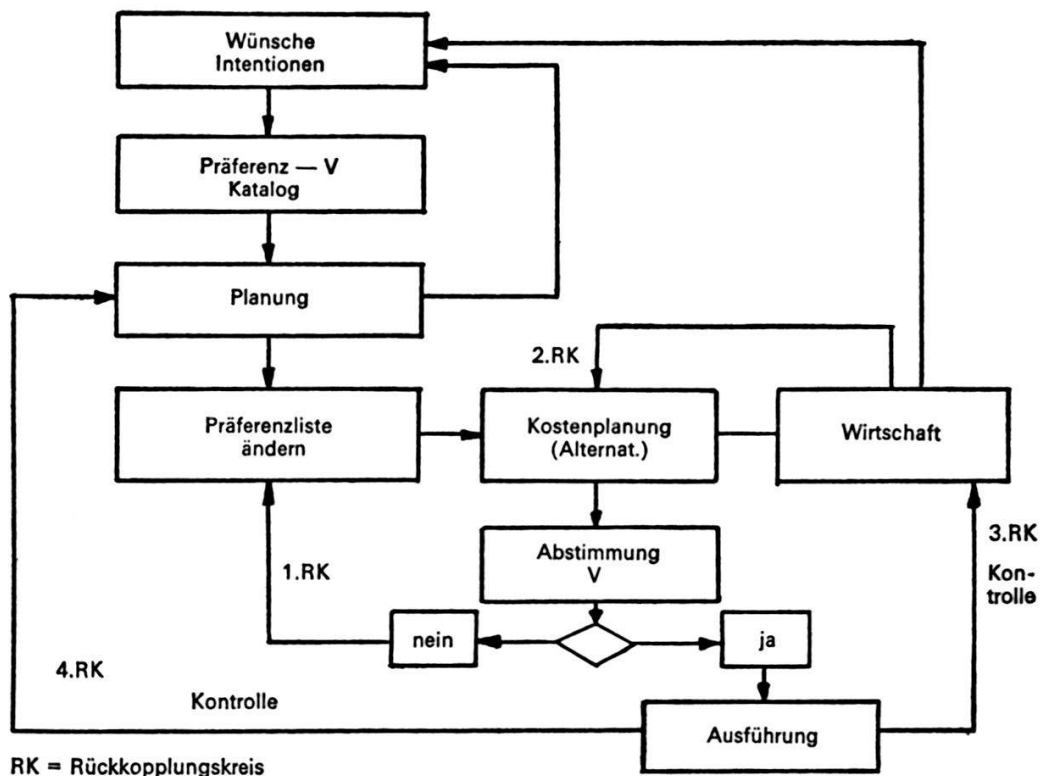 Wünsche
Intentionen
Präferenz — V
Katalog
Planung
2.RK
Präferenzliste
ändern
Kostenplanung
(Alternat.)
Wirtschaft
3.RK
Kon-
trolle
Abstimmung
V
1.RK
nein
ja
4.RK
Kontrolle
Ausführung
RK = Rückkopplungskreis